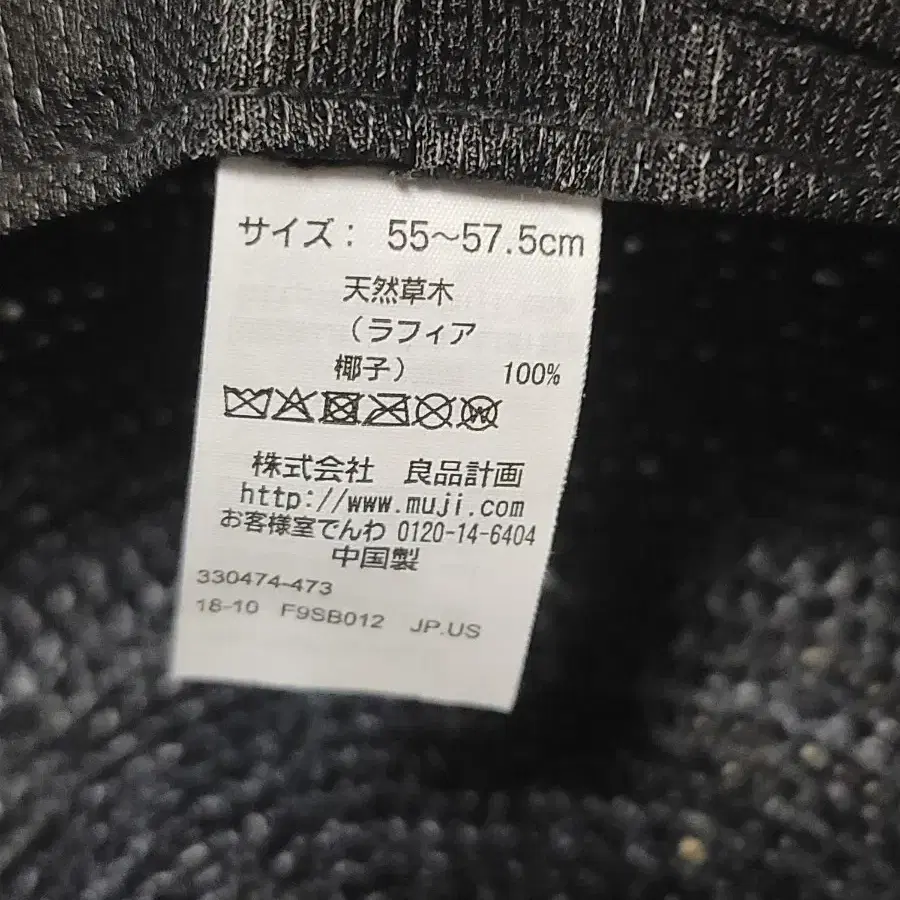 サイズ： 55～57.5cm
天然草木
（ラフィア
椰子） 100%
株式会社 良品計画
http://www.muji.com
お客様室でんわ 0120-14-6404
中国製
330474-473
18-10 F9SB012 JP.US